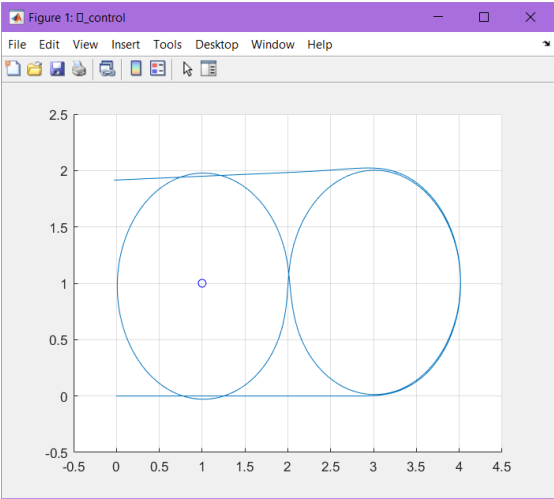 Figure 1: ▯_control
File Edit View Insert Tools Desktop Window Help
2.5
2
1.5
1
0.5
0
-0.5
-0.5 0 0.5 1 1.5 2 2.5 3 3.5 4 4.5